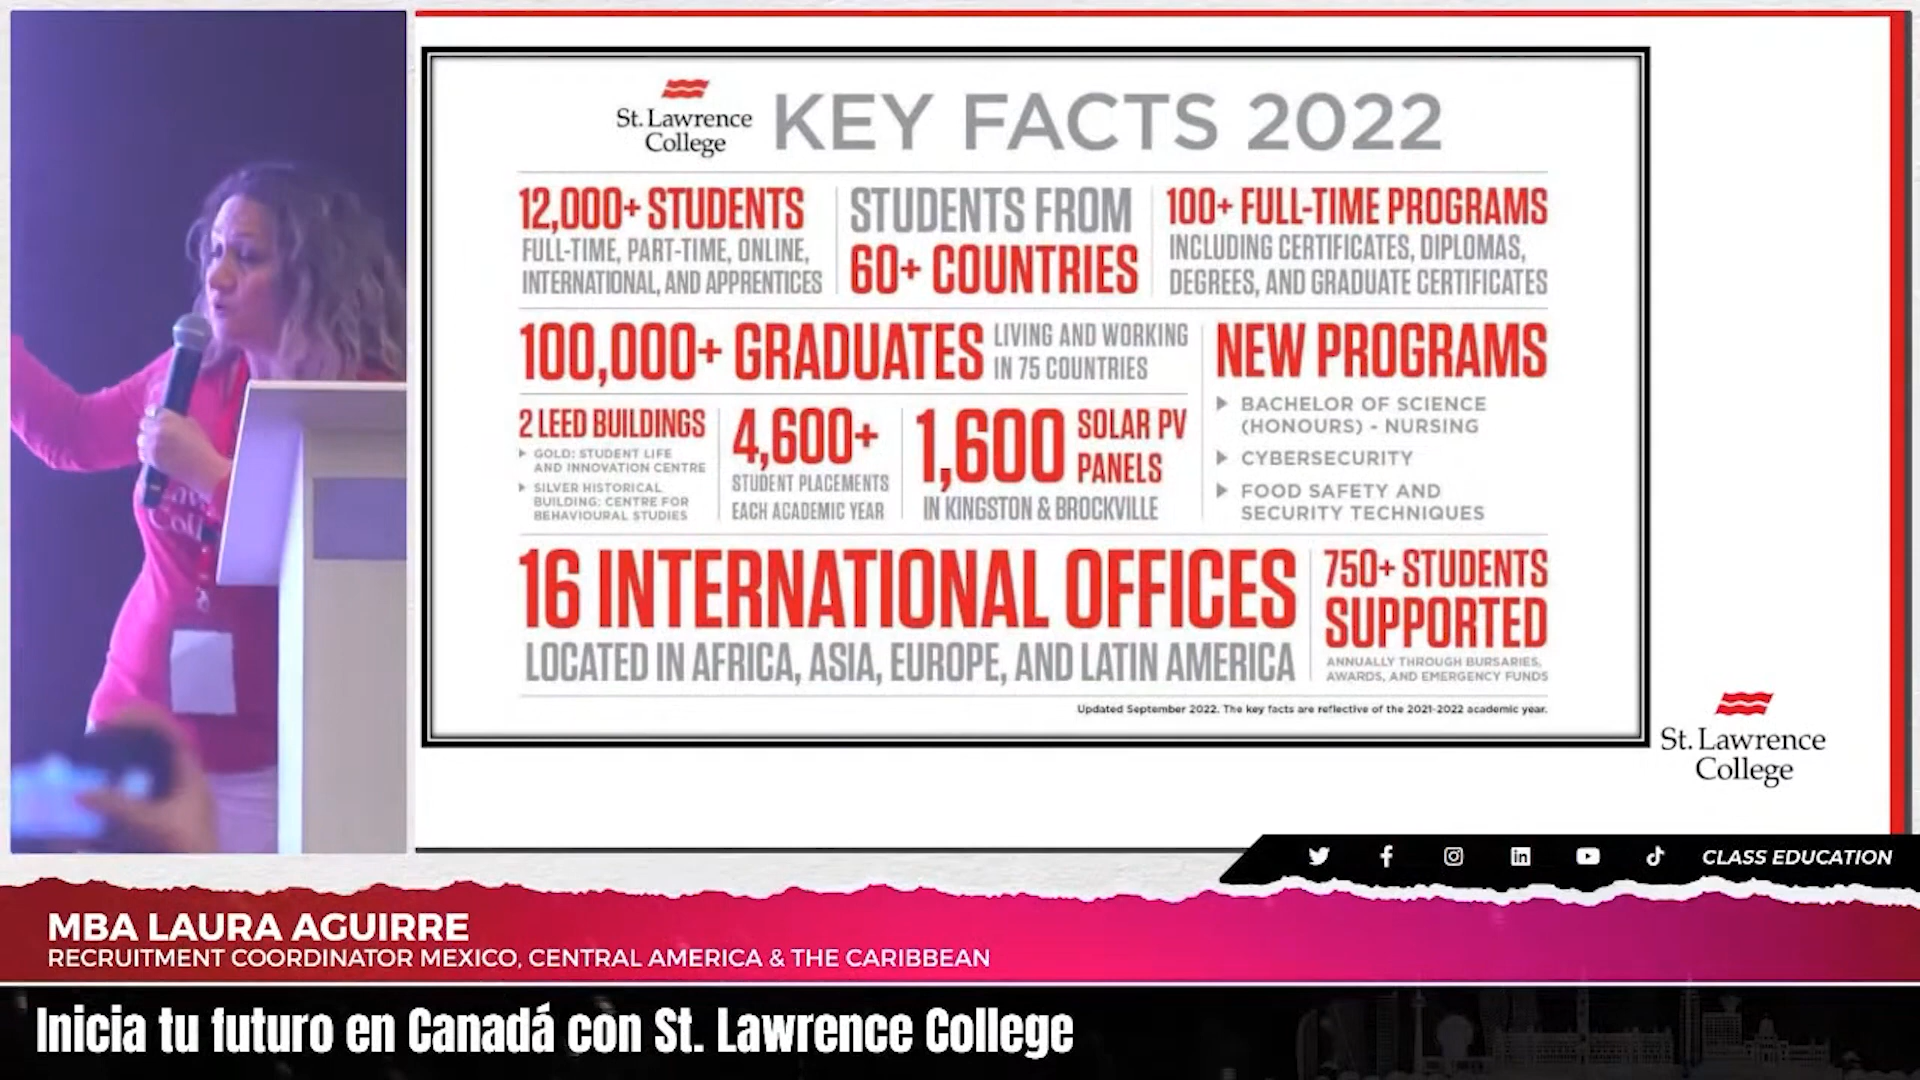 St. Lawrence
College
KEY FACTS 2022
12,000+ STUDENTS
FULL-TIME, PART-TIME, ONLINE,
INTERNATIONAL, AND APPRENTICES
STUDENTS FROM
60+ COUNTRIES
100+ FULL-TIME PROGRAMS
INCLUDING CERTIFICATES, DIPLOMAS,
DEGREES, AND GRADUATE CERTIFICATES
100,000+ GRADUATES
LIVING AND WORKING
IN 75 COUNTRIES
NEW PROGRAMS
BACHELOR OF SCIENCE
(HONOURS) - NURSING
CYBERSECURITY
FOOD SAFETY AND
SECURITY TECHNIQUES
2 LEED BUILDINGS
GOLD: STUDENT LIFE
AND INNOVATION CENTRE
SILVER HISTORICAL
BUILDING: CENTRE FOR
BEHAVIOURAL STUDIES
4,600+
STUDENT PLACEMENTS
EACH ACADEMIC YEAR
1,600
SOLAR PV
PANELS
IN KINGSTON & BROCKVILLE
16 INTERNATIONAL OFFICES
LOCATED IN AFRICA, ASIA, EUROPE, AND LATIN AMERICA
750+ STUDENTS
SUPPORTED
ANNUALLY THROUGH BURSARIES,
AWARDS, AND EMERGENCY FUNDS
Updated September 2022. The key facts are reflective of the 2021-2022 academic year.
St. Lawrence
College
CLASS EDUCATION
MBA LAURA AGUIRRE
RECRUITMENT COORDINATOR MEXICO, CENTRAL AMERICA & THE CARIBBEAN
Inicia tu futuro en Canadá con St. Lawrence College